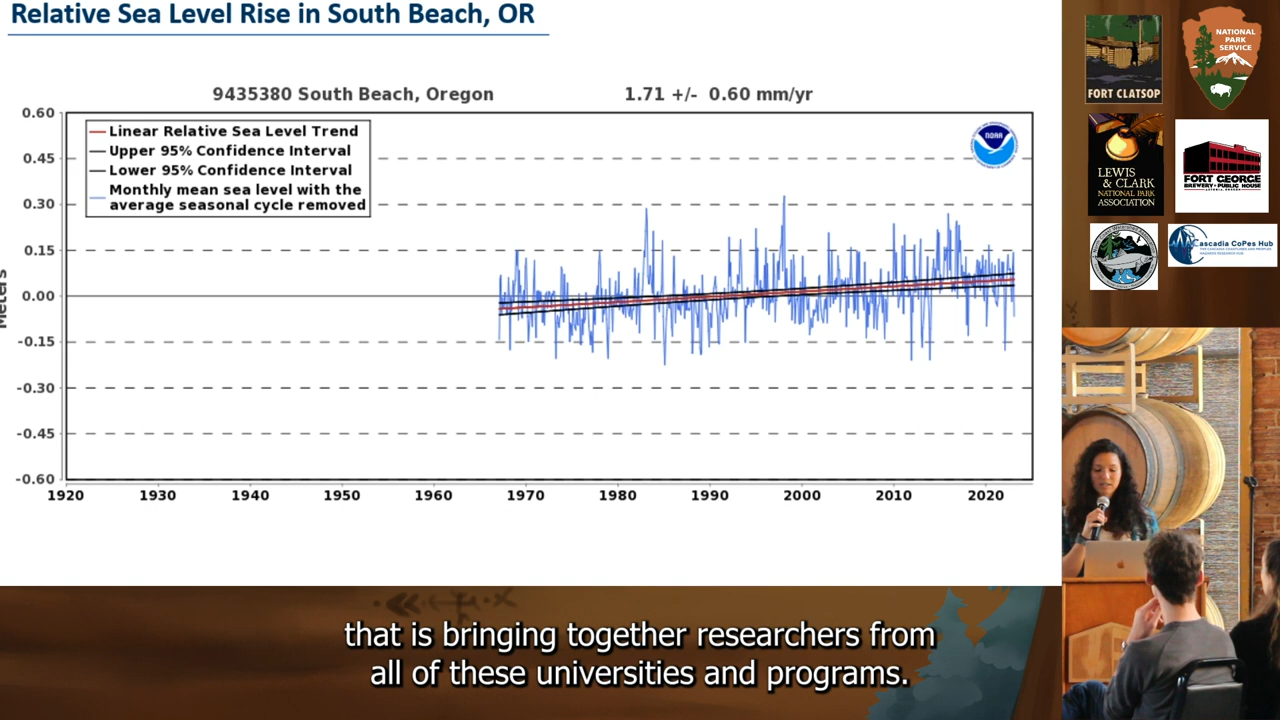 Relative Sea Level Rise in South Beach, OR
9435380 South Beach, Oregon 1.71 +/- 0.60 mm/yr
Linear Relative Sea Level Trend
Upper 95% Confidence Interval
Lower 95% Confidence Interval
Monthly mean sea level with the
average seasonal cycle removed
NOAA
Meters
0.60
0.45
0.30
0.15
0.00
-0.15
-0.30
-0.45
-0.60
1920 1930 1940 1950 1960 1970 1980 1990 2000 2010 2020
FORT CLATSOP
NATIONAL
PARK
SERVICE
LEWIS
& CLARK
NATIONAL PARK
ASSOCIATION
FORT GEORGE
BREWERY + PUBLIC HOUSE
Cascadia CoPes Hub
that is bringing together researchers from
all of these universities and programs.